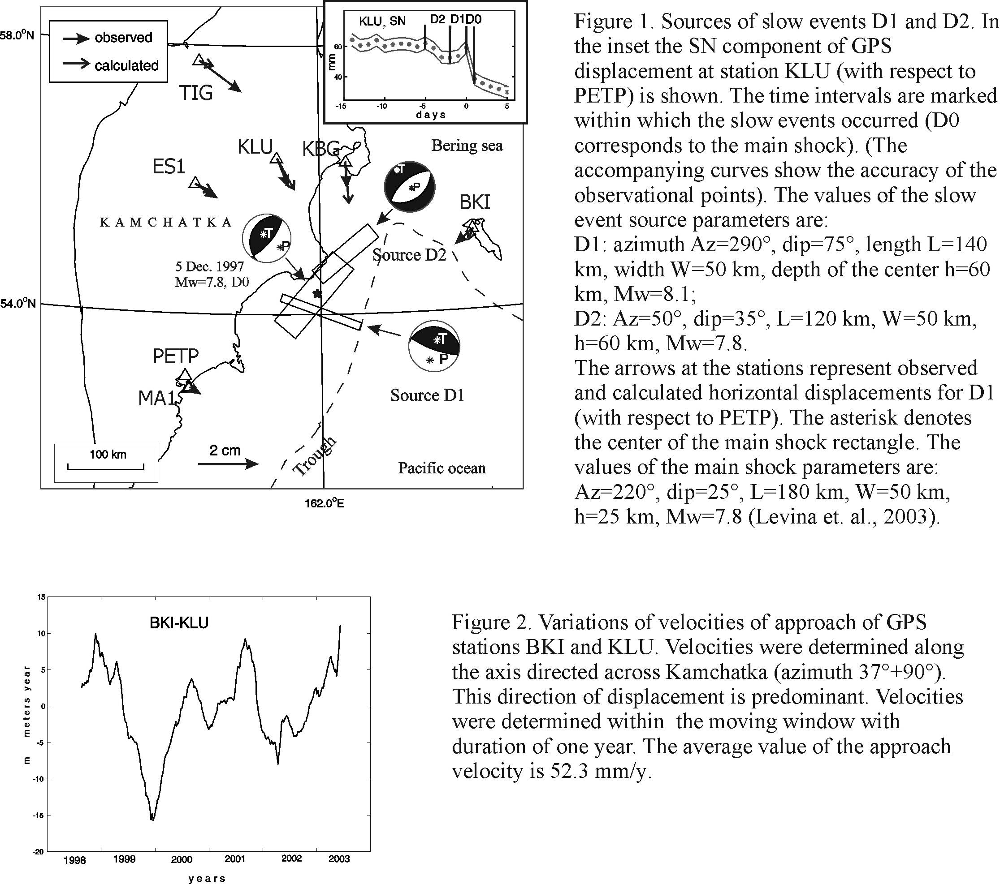 58.0°N
observed
calculated
TIG
KLU, SN
D2
D1
D0
60
mm
40
-15
-10
-5
0
5
days
KLU
KBG
Bering sea
ES1
T
P
BKI
KAMCHATKA
T
P
Source D2
5 Dec. 1997
Mw=7.8, D0
54.0°N
T
P
PETP
MA1
Source D1
100 km
2 cm
Trough
Pacific ocean
162.0°E
Figure 1. Sources of slow events D1 and D2. In
the inset the SN component of GPS
displacement at station KLU (with respect to
PETP) is shown. The time intervals are marked
within which the slow events occurred (D0
corresponds to the main shock). (The
accompanying curves show the accuracy of the
observational points). The values of the slow
event source parameters are:
D1: azimuth Az=290°, dip=75°, length L=140
km, width W=50 km, depth of the center h=60
km, Mw=8.1;
D2: Az=50°, dip=35°, L=120 km, W=50 km,
h=60 km, Mw=7.8.
The arrows at the stations represent observed
and calculated horizontal displacements for D1
(with respect to PETP). The asterisk denotes
the center of the main shock rectangle. The
values of the main shock parameters are:
Az=220°, dip=25°, L=180 km, W=50 km,
h=25 km, Mw=7.8 (Levina et. al., 2003).
15
10
5
0
-5
-10
-15
-20
m meters year
BKI-KLU
1998
1999
2000
2001
2002
2003
years
Figure 2. Variations of velocities of approach of GPS
stations BKI and KLU. Velocities were determined along
the axis directed across Kamchatka (azimuth 37°+90°).
This direction of displacement is predominant. Velocities
were determined within the moving window with
duration of one year. The average value of the approach
velocity is 52.3 mm/y.